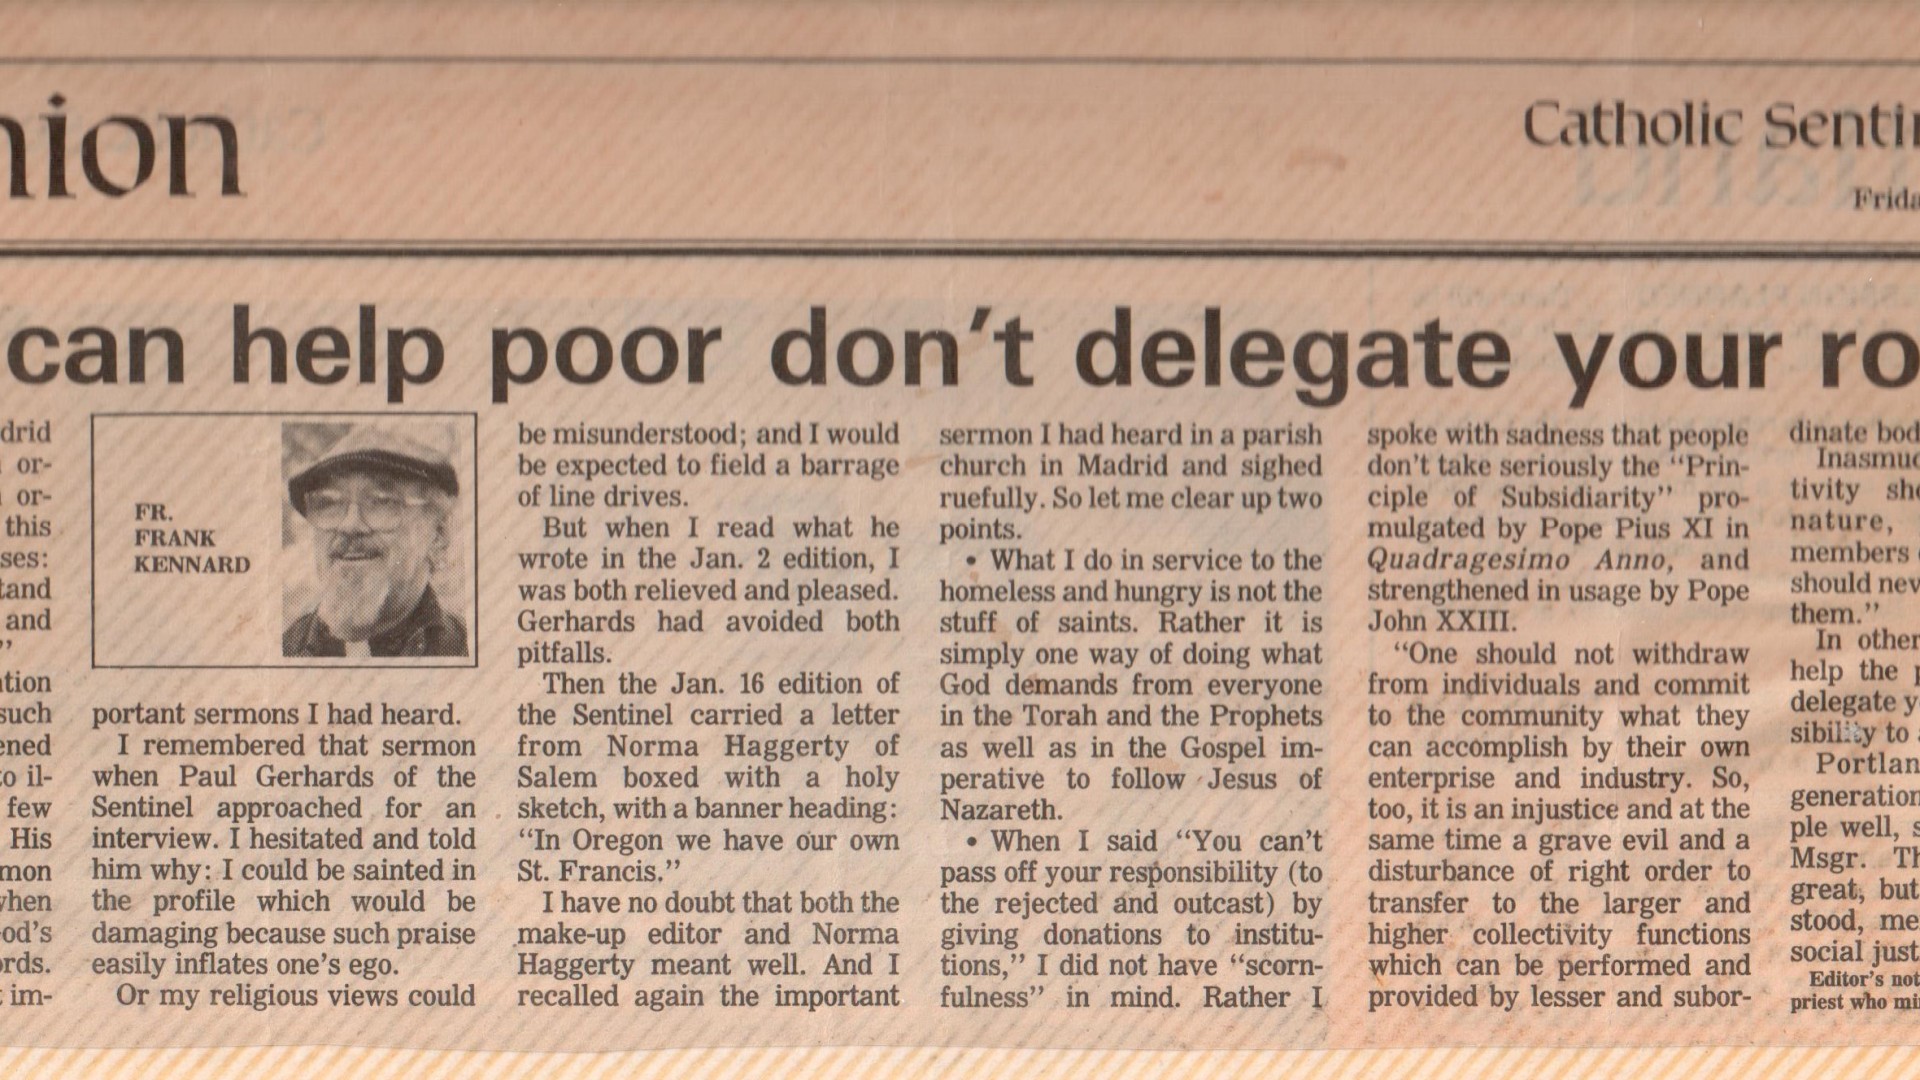 nion
Catholic Senti
Frida
can help poor don't delegate your ro
drid
or-
or-
this
ses:
tand
and
”
tion
such
ened
to il-
few
His
mon
when
od's
rds.
im-
FR.
FRANK
KENNARD
portant sermons I had heard.
I remembered that sermon
when Paul Gerhards of the
Sentinel approached for an
interview. I hesitated and told
him why: I could be sainted in
the profile which would be
damaging because such praise
easily inflates one's ego.
Or my religious views could
be misunderstood; and I would
be expected to field a barrage
of line drives.
But when I read what he
wrote in the Jan. 2 edition, I
was both relieved and pleased.
Gerhards had avoided both
pitfalls.
Then the Jan. 16 edition of
the Sentinel carried a letter
from Norma Haggerty of
Salem boxed with a holy
sketch, with a banner heading:
“In Oregon we have our own
St. Francis.”
I have no doubt that both the
make-up editor and Norma
Haggerty meant well. And I
recalled again the important
sermon I had heard in a parish
church in Madrid and sighed
ruefully. So let me clear up two
points.
• What I do in service to the
homeless and hungry is not the
stuff of saints. Rather it is
simply one way of doing what
God demands from everyone
in the Torah and the Prophets
as well as in the Gospel im-
perative to follow Jesus of
Nazareth.
• When I said “You can't
pass off your responsibility (to
the rejected and outcast) by
giving donations to institu-
tions,” I did not have “scorn-
fulness” in mind. Rather I
spoke with sadness that people
don't take seriously the “Prin-
ciple of Subsidiarity” pro-
mulgated by Pope Pius XI in
Quadragesimo Anno, and
strengthened in usage by Pope
John XXIII.
“One should not withdraw
from individuals and commit
to the community what they
can accomplish by their own
enterprise and industry. So,
too, it is an injustice and at the
same time a grave evil and a
disturbance of right order to
transfer to the larger and
higher collectivity functions
which can be performed and
provided by lesser and subor-
dinate bod
Inasmuc
tivity sho
nature,
members
should nev
them.”
In other
help the p
delegate y
sibility to
Portlan
generation
ple well, s
Msgr. Th
great, but
stood, me
social just
Editor's not
priest who mi